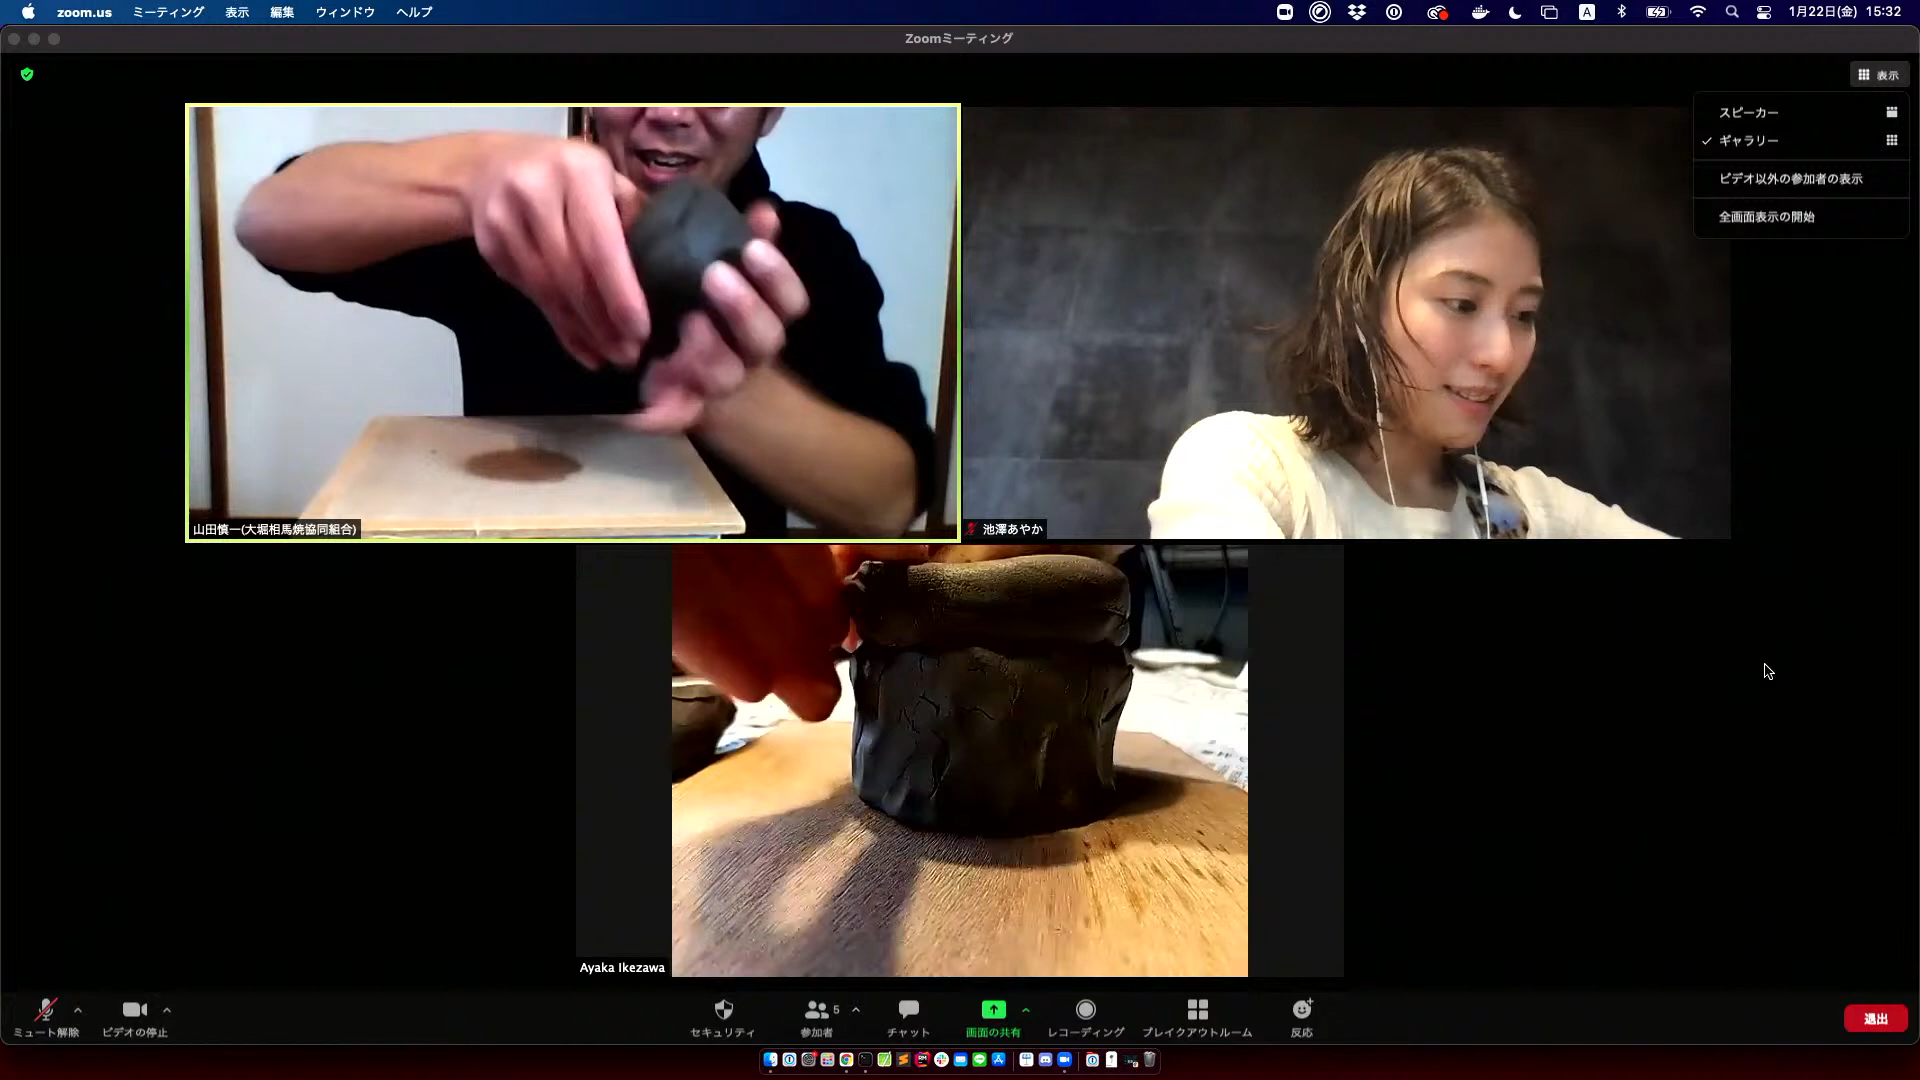 zoom.us ミーティング 表示 編集 ウィンドウ ヘルプ
A
1月22日(金) 15:32
Zoomミーティング
表示
スピーカー
ギャラリー
ビデオ以外の参加者の表示
全画面表示の開始
山田慎一(大堀相馬焼協同組合)
池澤あやか
Ayaka Ikezawa
ミュート解除
ビデオの停止
セキュリティ
参加者
5
チャット
画面の共有
レコーディング
ブレイクアウトルーム
反応
退出